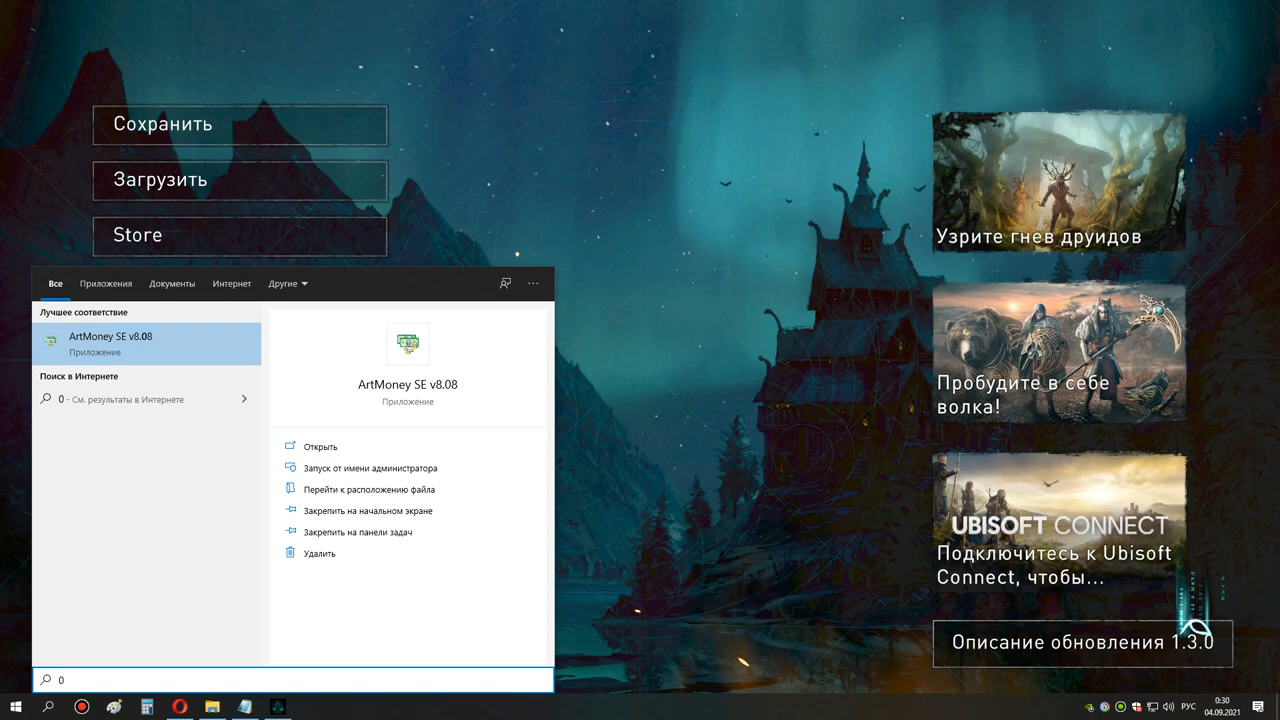 Сохранить
Загрузить
Store
Все Приложения Документы Интернет Другие
Лучшее соответствие
ArtMoney SE v8.08
Приложение
Поиск в Интернете
0 - См. результаты в Интернете
ArtMoney SE v8.08
Приложение
Открыть
Запуск от имени администратора
Перейти к расположению файла
Закрепить на начальном экране
Закрепить на панели задач
Удалить
0
Узрите гнев друидов
Пробудите в себе
волка!
UBISOFT CONNECT
Подключитесь к Ubisoft
Connect, чтобы...
Описание обновления 1.3.0
РУС
0:30
04.09.2021